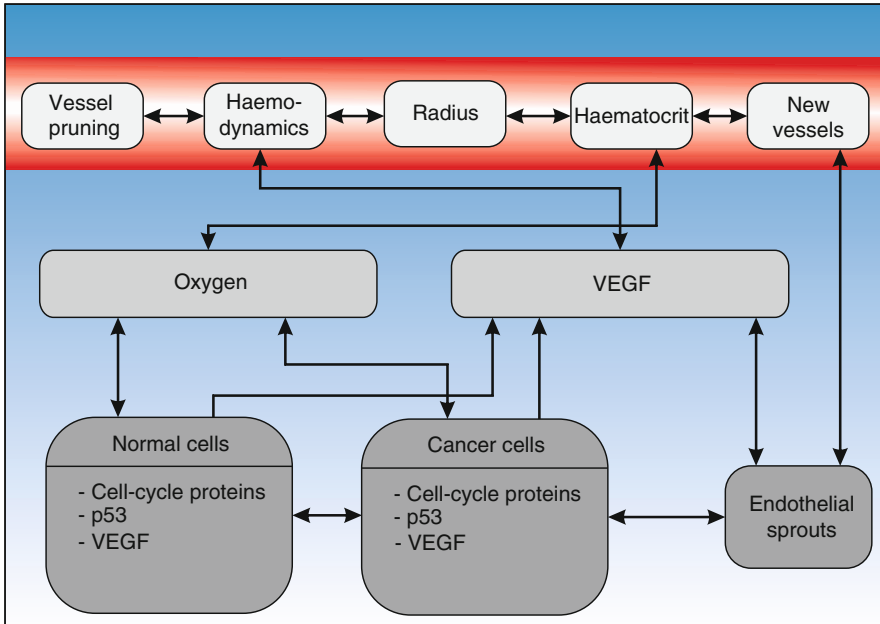 Vessel
pruning
Haemo-
dynamics
Radius
Haematocrit
New
vessels
Oxygen
VEGF
Normal cells
- Cell-cycle proteins
- p53
- VEGF
Cancer cells
- Cell-cycle proteins
- p53
- VEGF
Endothelial
sprouts